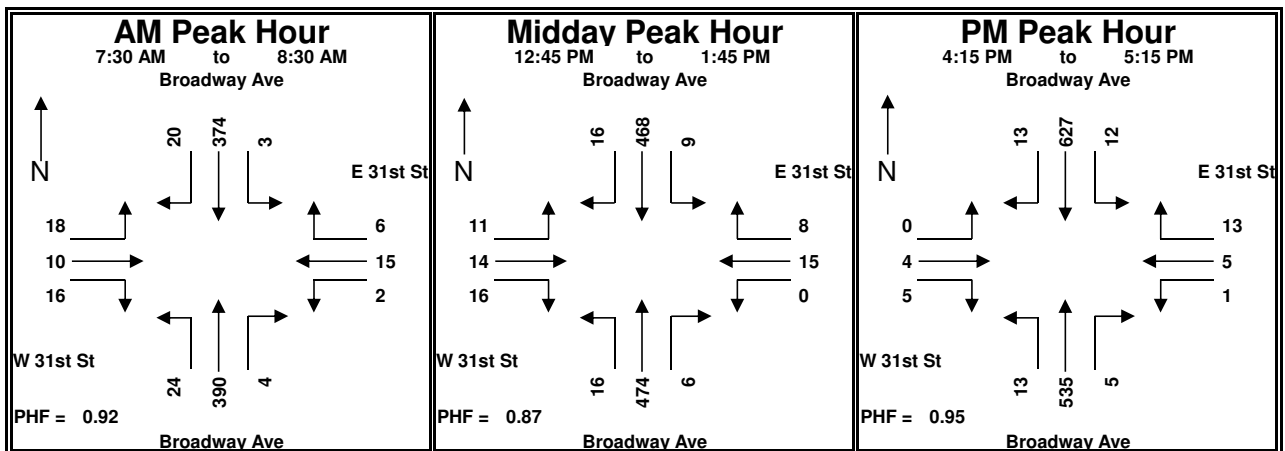 AM Peak Hour
7:30 AM to 8:30 AM
Broadway Ave
20 374 3
N
E 31st St
18 6
10 15
16 2
W 31st St
24 390 4
PHF = 0.92
Broadway Ave
Midday Peak Hour
12:45 PM to 1:45 PM
Broadway Ave
16 468 9
N
E 31st St
11 8
14 15
16 0
16 474 6
PHF = 0.87
Broadway Ave
PM Peak Hour
4:15 PM to 5:15 PM
Broadway Ave
13 627 12
N
E 31st St
0 13
4 5
5 1
W 31st St
13 535 5
PHF = 0.95
Broadway Ave